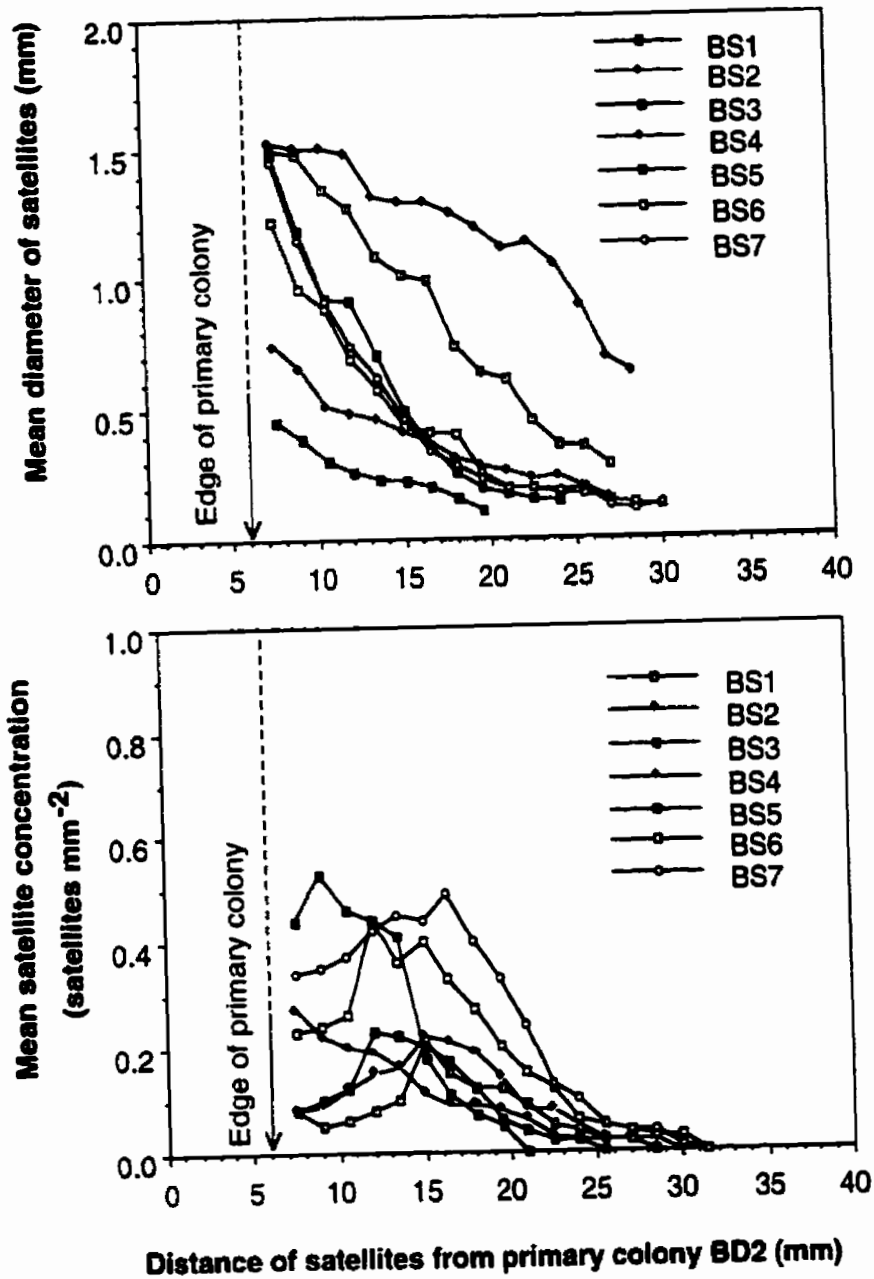 Mean diameter of satellites (mm)
2.0
1.5
1.0
0.5
0.0
Edge of primary colony
BS1
BS2
BS3
BS4
BS5
BS6
BS7
0 5 10 15 20 25 30 35 40
Mean satellite concentration
(satellites mm⁻²)
1.0
0.8
0.6
0.4
0.2
0.0
Edge of primary colony
BS1
BS2
BS3
BS4
BS5
BS6
BS7
0 5 10 15 20 25 30 35 40
Distance of satellites from primary colony BD2 (mm)